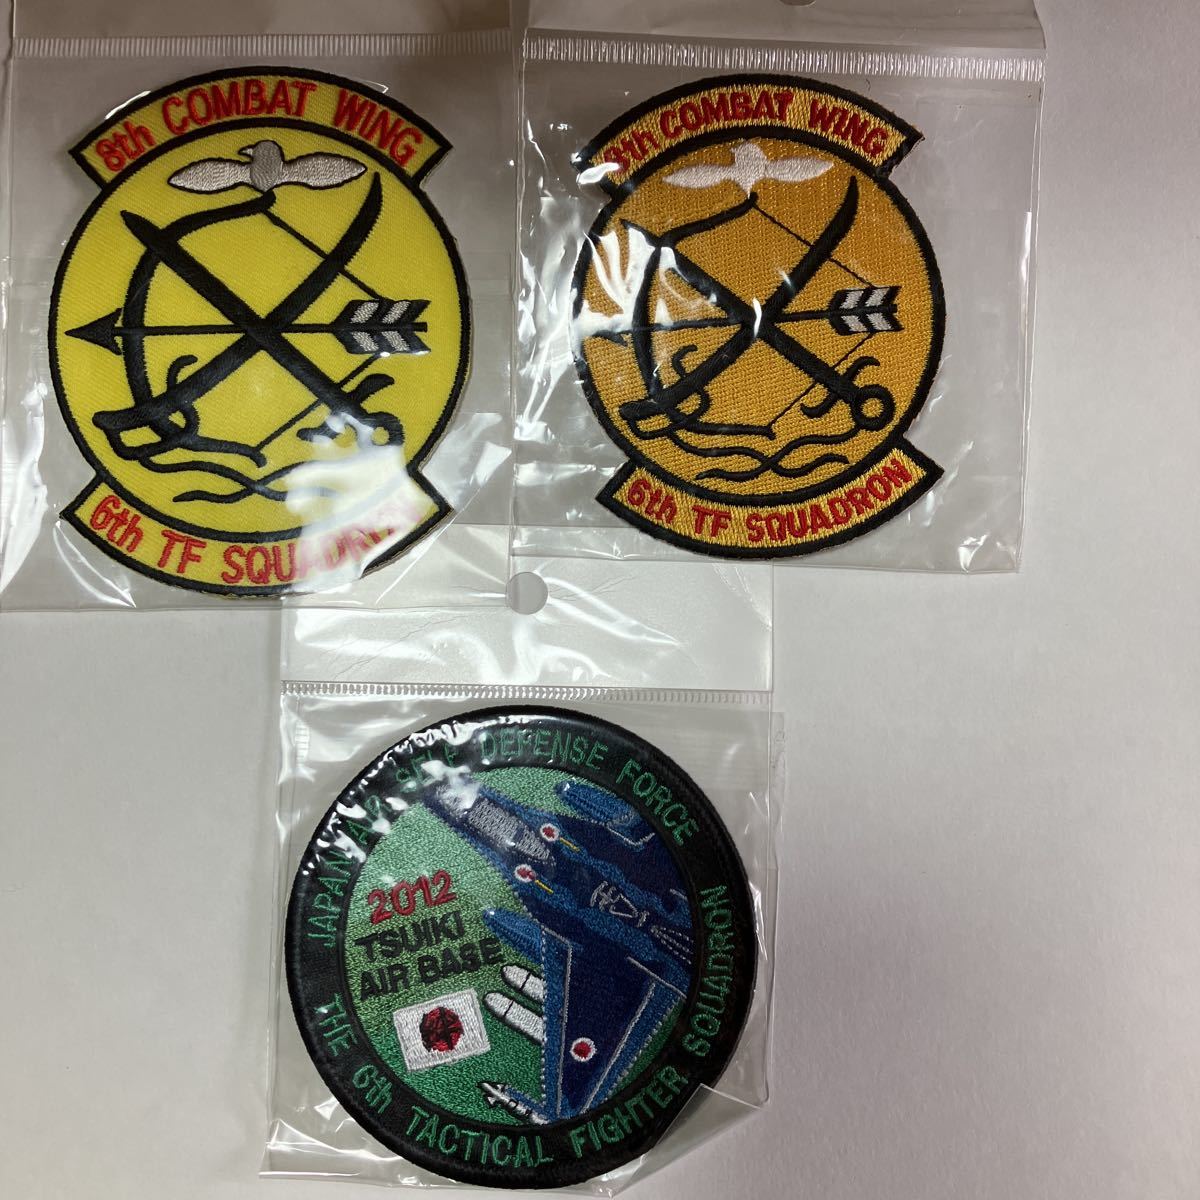 8th COMBAT WING
6th TF SQUADRON
8th COMBAT WING
6th TF SQUADRON
JAPAN AIR SELF DEFENSE FORCE
2012
TSUIKI
AIR BASE
THE 6th TACTICAL FIGHTER SQUADRON